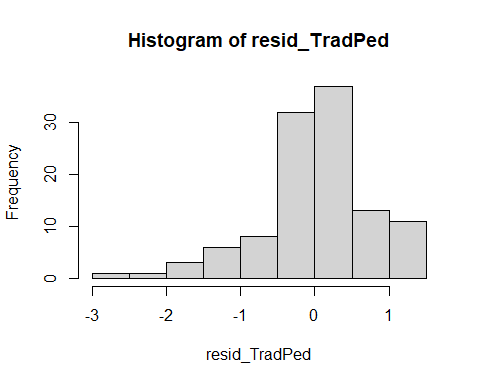 Histogram of resid_TradPed
Frequency
30
20
10
0
-3 -2 -1 0 1
resid_TradPed